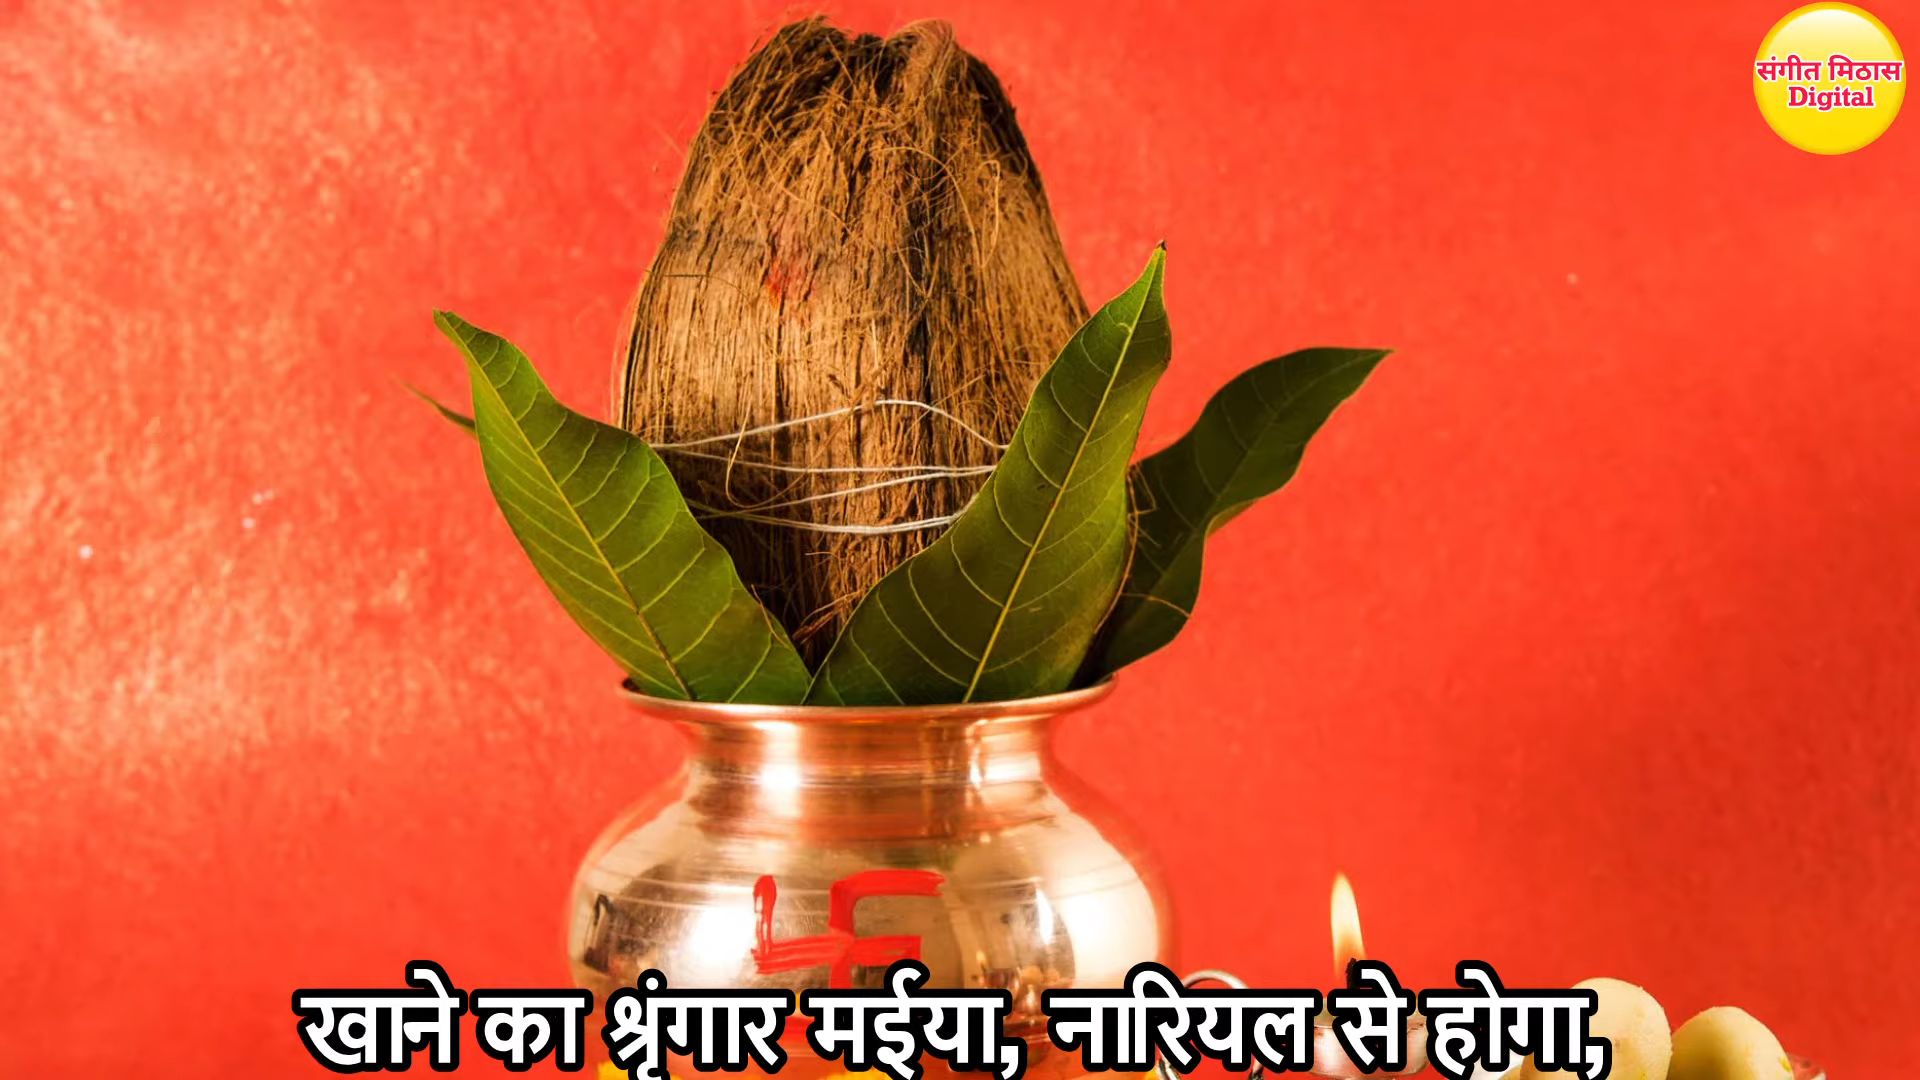 संगीत मिठास
Digital
खाने का श्रृंगार मईया, नारियल से होगा,